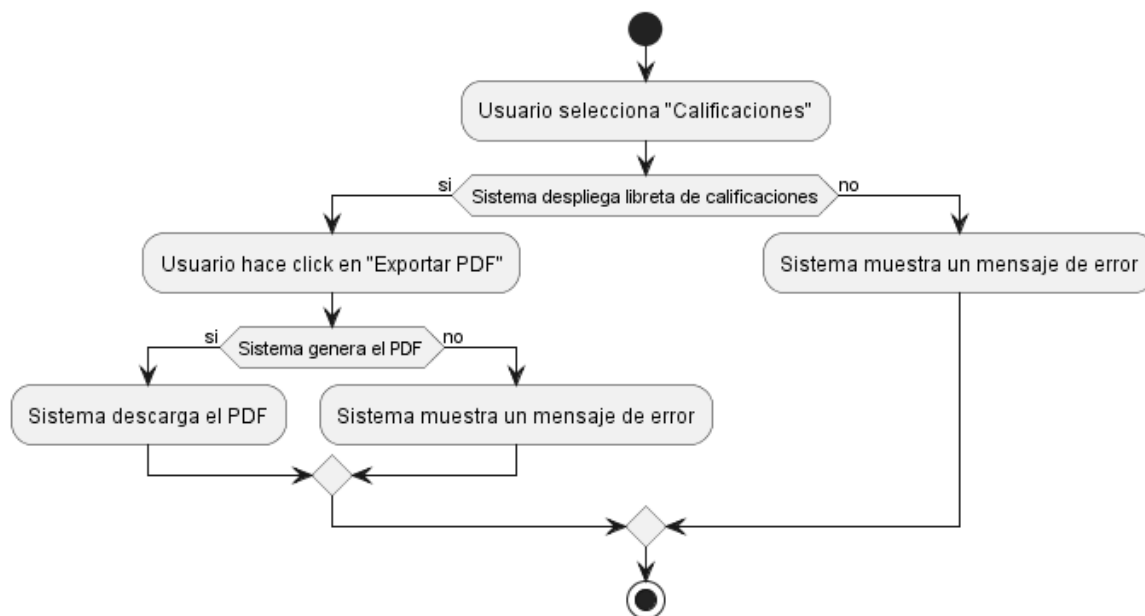 Usuario selecciona "Calificaciones"
si
Sistema despliega libreta de calificaciones
no
Usuario hace click en "Exportar PDF"
Sistema muestra un mensaje de error
si
Sistema genera el PDF
no
Sistema descarga el PDF
Sistema muestra un mensaje de error